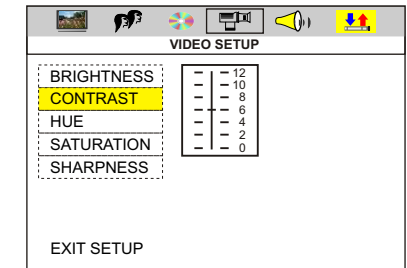 VIDEO SETUP
BRIGHTNESS
CONTRAST
HUE
SATURATION
SHARPNESS
12
10
8
6
4
2
0
EXIT SETUP